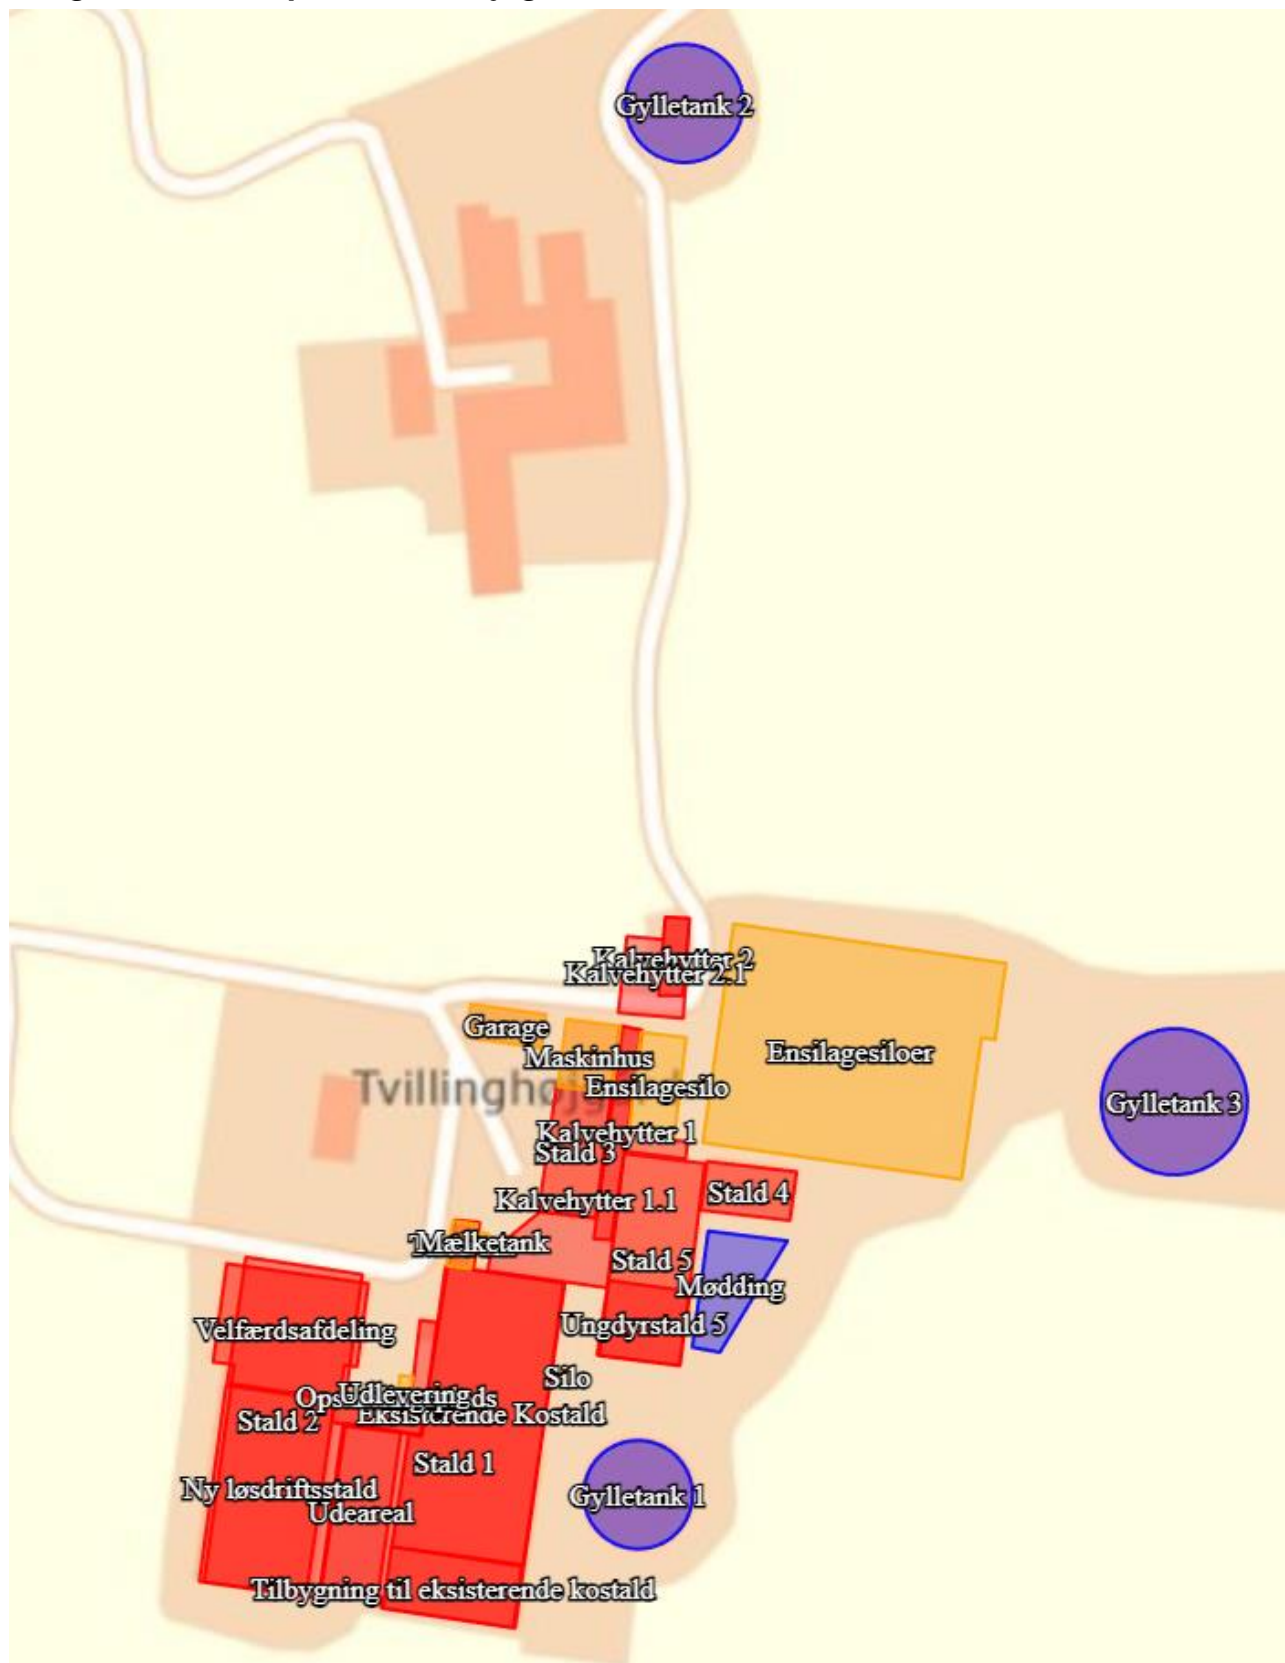 Gylletank 2
Kalvehytter 2
Kalvehytter 2.1
Garage
Maskinhus
Ensilagesiloer
Tvillinghøjgård
Ensilagesilo
Gylletank 3
Kalvehytter 1
Stald 3
Kalvehytter 1.1
Stald 4
Mælketank
Stald 5
Mødding
Velfærdsafdeling
Ungdyrstald 5
Silo
Udlevering
Eksisterende Kostald
Stald 2
Stald 1
Ny løsdriftsstald
Gylletank 1
Udeareal
Tilbygning til eksisterende kostald